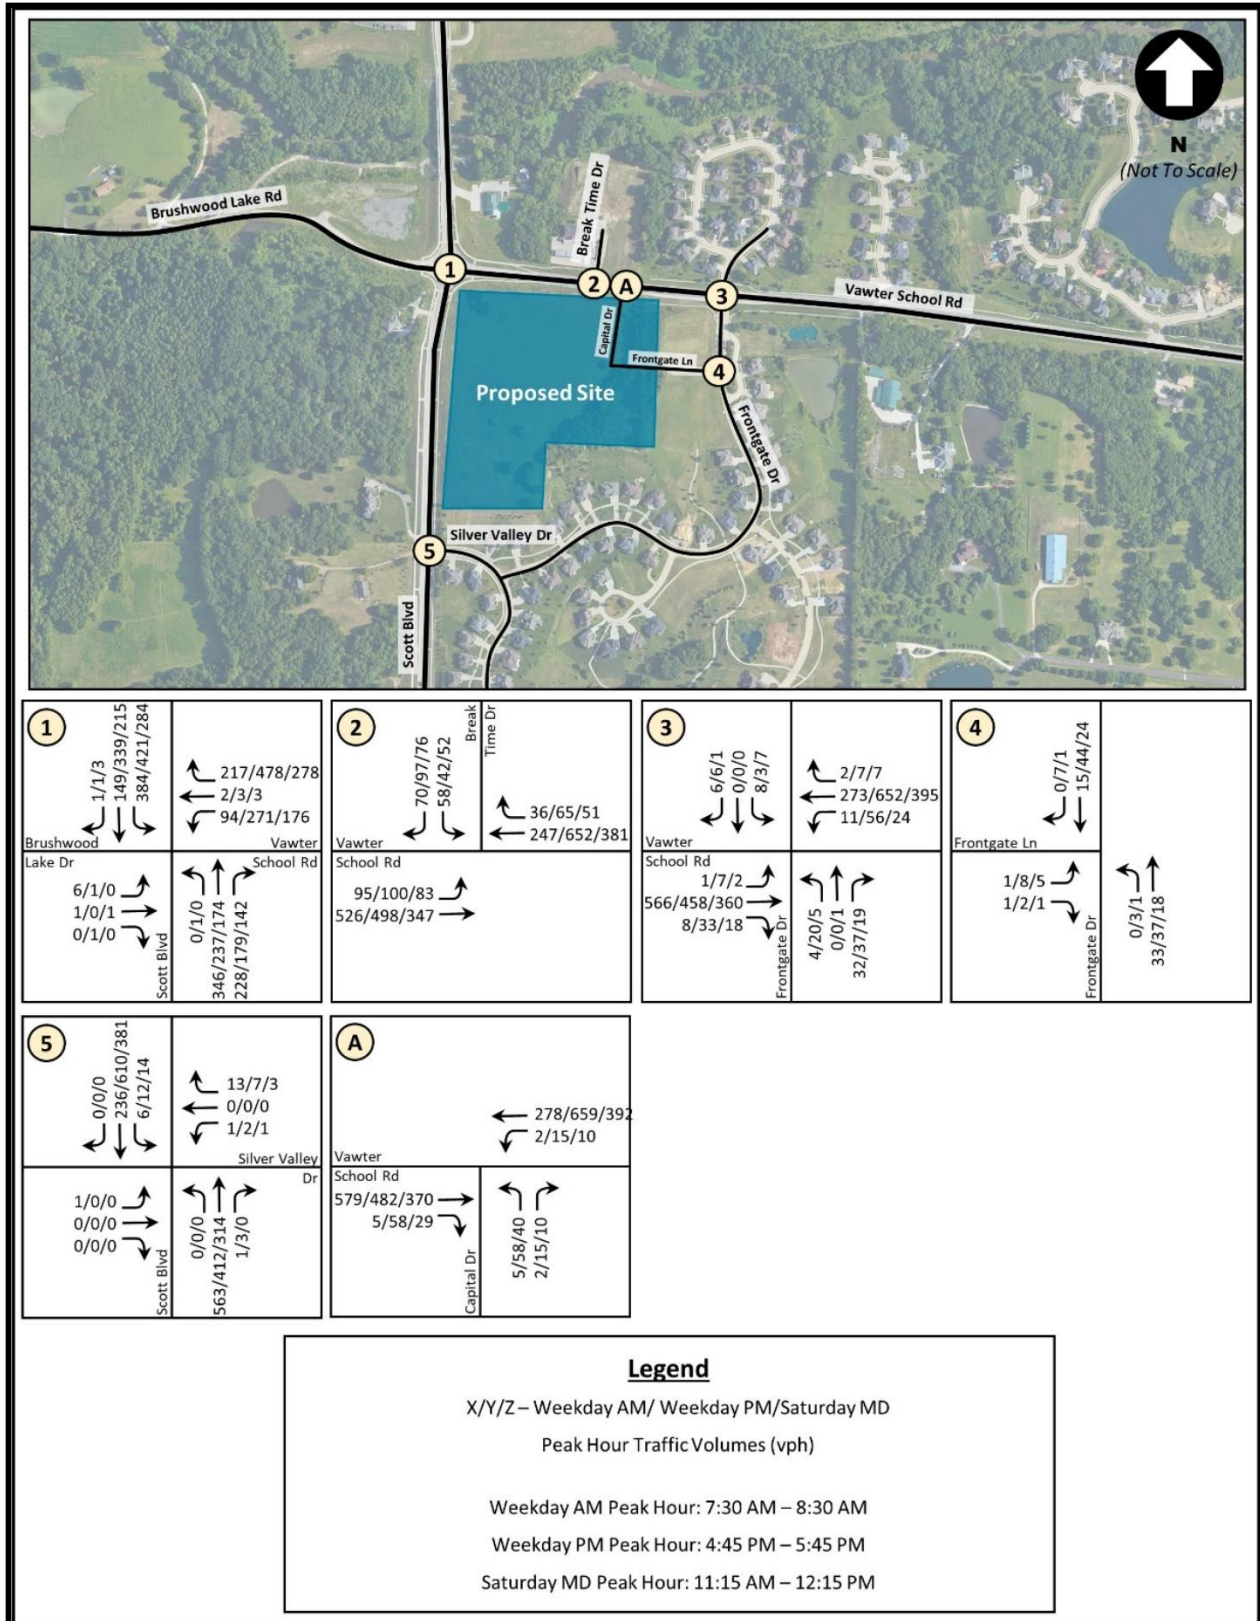 N
(Not To Scale)
Brushwood Lake Rd
Break Time Dr
1
2
A
3
Vawter School Rd
Capital Dr
Frontgate Ln
4
Proposed Site
Frontgate Dr
Silver Valley Dr
5
Scott Blvd
1
1/1/3
149/339/215
384/421/284
217/478/278
2/3/3
94/271/176
Brushwood
Lake Dr
Vawter
School Rd
6/1/0
1/0/1
0/1/0
Scott Blvd
0/1/0
346/237/174
228/179/142
2
70/97/76
58/42/52
Break
Time Dr
36/65/51
247/652/381
Vawter
School Rd
95/100/83
526/498/347
3
6/6/1
0/0/0
8/3/7
2/7/7
273/652/395
11/56/24
Vawter
School Rd
1/7/2
566/458/360
8/33/18
Frontgate Dr
4/20/5
0/0/1
32/37/19
4
0/7/1
15/44/24
Frontgate Ln
1/8/5
1/2/1
Frontgate Dr
0/3/1
33/37/18
5
0/0/0
236/610/381
6/12/14
13/7/3
0/0/0
1/2/1
Silver Valley
Dr
1/0/0
0/0/0
0/0/0
Scott Blvd
0/0/0
563/412/314
1/3/0
A
278/659/392
2/15/10
Vawter
School Rd
579/482/370
5/58/29
Capital Dr
5/58/40
2/15/10
Legend
X/Y/Z – Weekday AM/ Weekday PM/Saturday MD
Peak Hour Traffic Volumes (vph)
Weekday AM Peak Hour: 7:30 AM – 8:30 AM
Weekday PM Peak Hour: 4:45 PM – 5:45 PM
Saturday MD Peak Hour: 11:15 AM – 12:15 PM